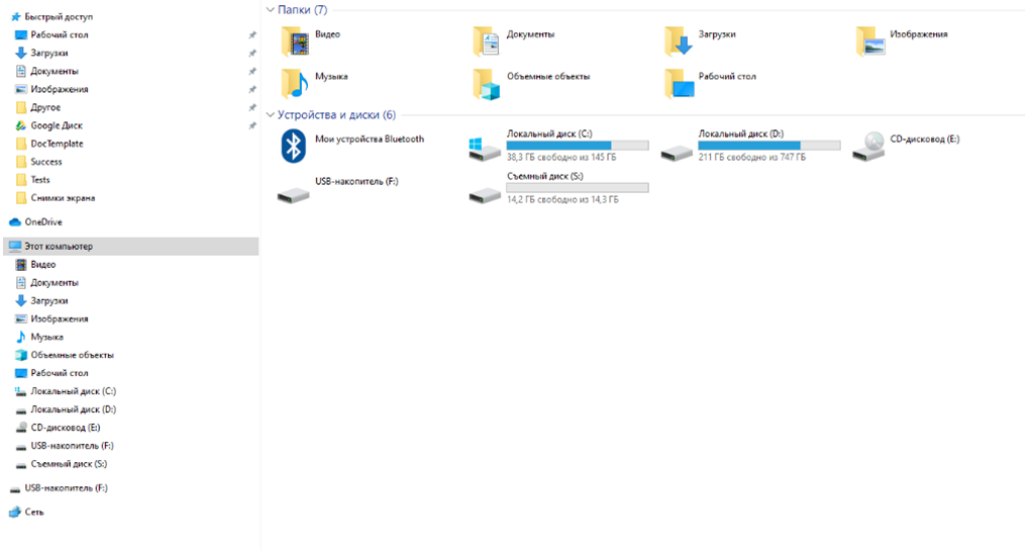 Быстрый доступ
Рабочий стол
Загрузки
Документы
Изображения
Другое
Google Диск
DocTemplate
Success
Tests
Снимки экрана
OneDrive
Этот компьютер
Видео
Документы
Загрузки
Изображения
Музыка
Объемные объекты
Рабочий стол
Локальный диск (C:)
Локальный диск (D:)
CD-дисковод (E:)
USB-накопитель (F:)
Съемный диск (S:)
USB-накопитель (F:)
Сеть
Папки (7)
Видео
Документы
Загрузки
Изображения
Музыка
Объемные объекты
Рабочий стол
Устройства и диски (6)
Мои устройства Bluetooth
Локальный диск (C:)
38,3 ГБ свободно из 145 ГБ
Локальный диск (D:)
211 ГБ свободно из 747 ГБ
CD-дисковод (E:)
USB-накопитель (F:)
Съемный диск (S:)
14,2 ГБ свободно из 14,3 ГБ